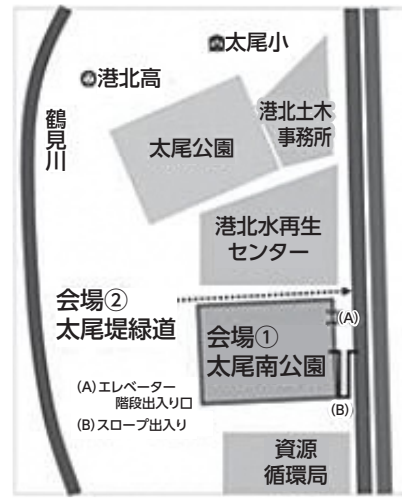 太尾小
港北高
鶴見川
港北土木
事務所
太尾公園
港北水再生
センター
会場②
太尾堤緑道
(A)
会場①
太尾南公園
(A)エレベーター
階段出入り口
(B)スロープ出入り
(B)
資源
循環局